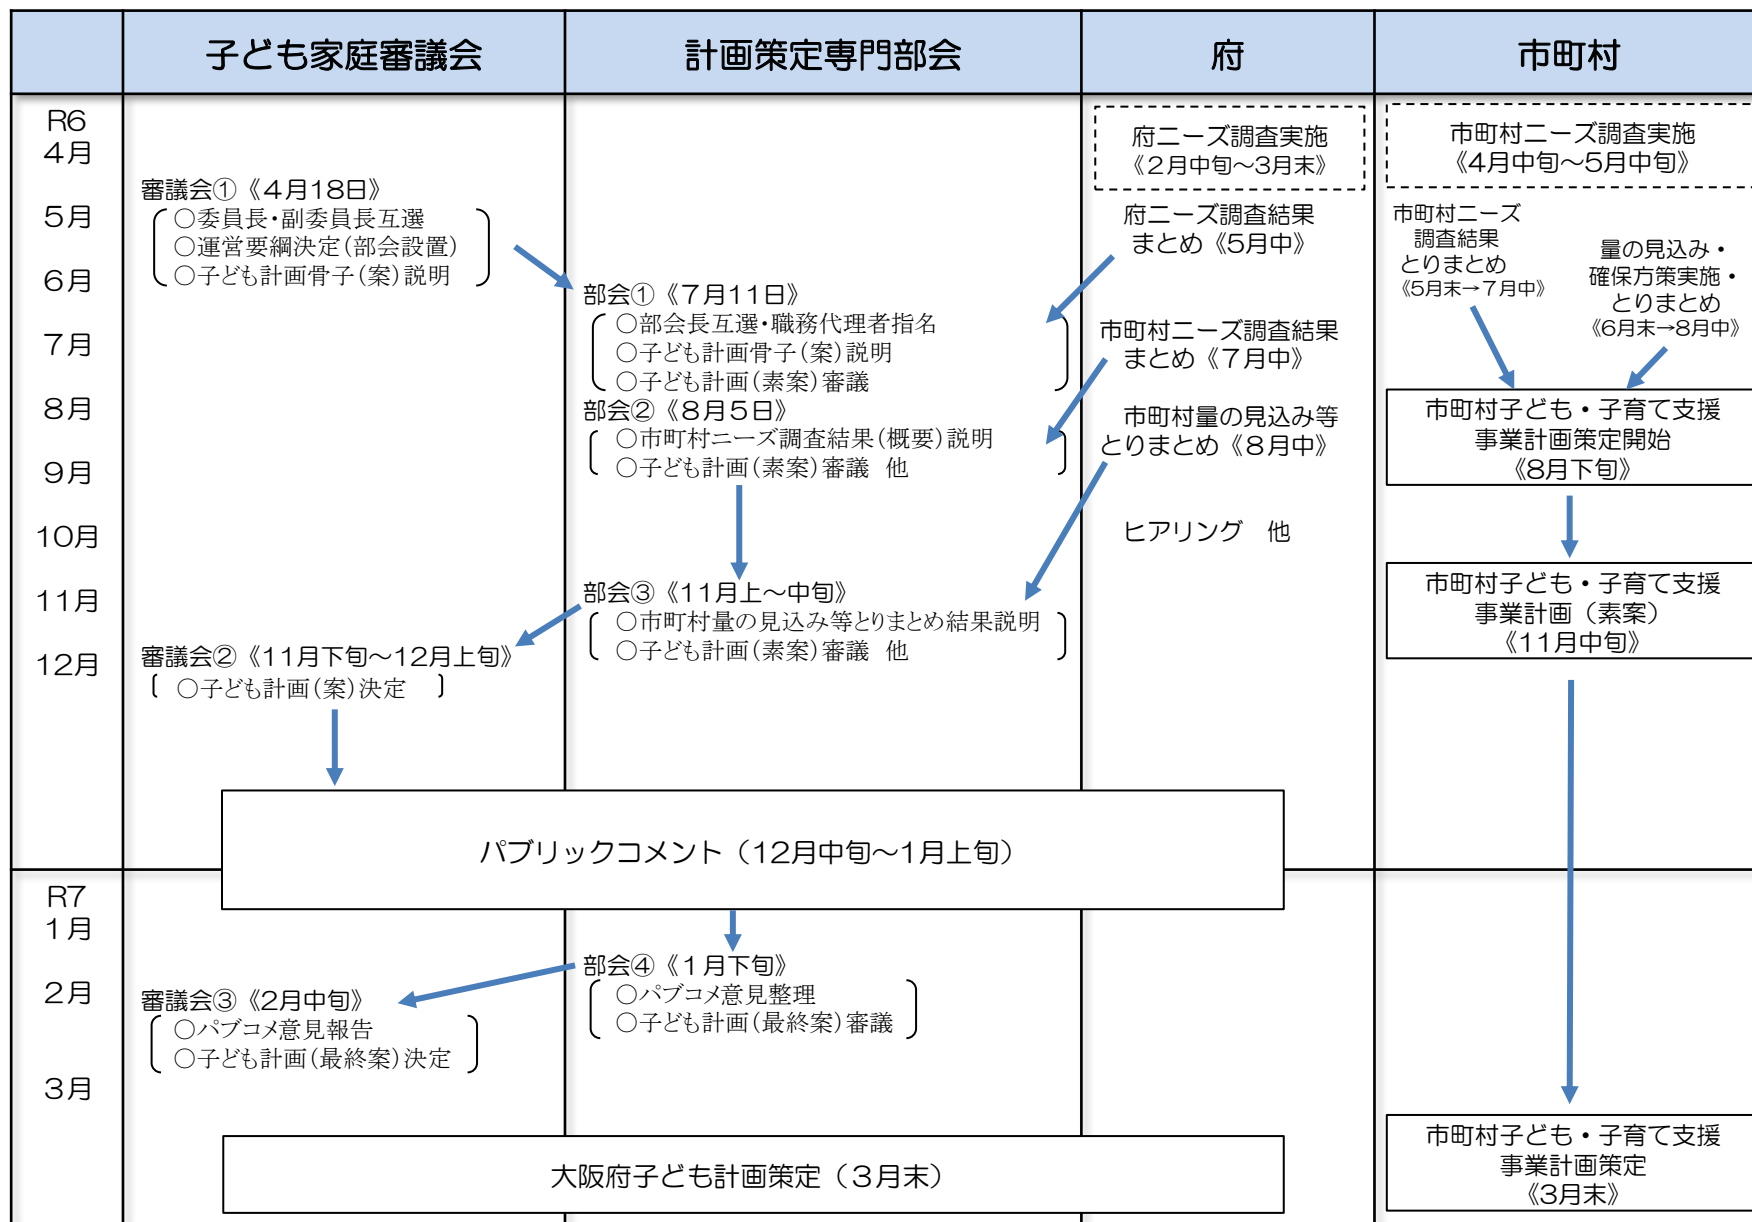 子ども家庭審議会
計画策定専門部会
府
市町村
R6
4月
5月
6月
7月
8月
9月
10月
11月
12月
R7
1月
2月
3月
審議会①《4月18日》
○委員長・副委員長互選
○運営要綱決定(部会設置)
○子ども計画骨子(案)説明
審議会②《11月下旬～12月上旬》
○子ども計画(案)決定
審議会③《2月中旬》
○パブコメ意見報告
○子ども計画(最終案)決定
部会①《7月11日》
○部会長互選・職務代理者指名
○子ども計画骨子(案)説明
○子ども計画(素案)審議
部会②《8月5日》
○市町村ニーズ調査結果(概要)説明
○子ども計画(素案)審議 他
部会③《11月上～中旬》
○市町村量の見込み等とりまとめ結果説明
○子ども計画(素案)審議 他
部会④《1月下旬》
○パブコメ意見整理
○子ども計画(最終案)審議
府ニーズ調査実施
《2月中旬～3月末》
府ニーズ調査結果
まとめ《5月中》
市町村ニーズ調査結果
まとめ《7月中》
市町村量の見込み等
とりまとめ《8月中》
ヒアリング 他
市町村ニーズ調査実施
《4月中旬～5月中旬》
市町村ニーズ
調査結果
とりまとめ
《5月末→7月中》
量の見込み・
確保方策実施・
とりまとめ
《6月末→8月中》
市町村子ども・子育て支援
事業計画策定開始
《8月下旬》
市町村子ども・子育て支援
事業計画（素案）
《11月中旬》
市町村子ども・子育て支援
事業計画策定
《3月末》
パブリックコメント（12月中旬～1月上旬）
大阪府子ども計画策定（3月末）